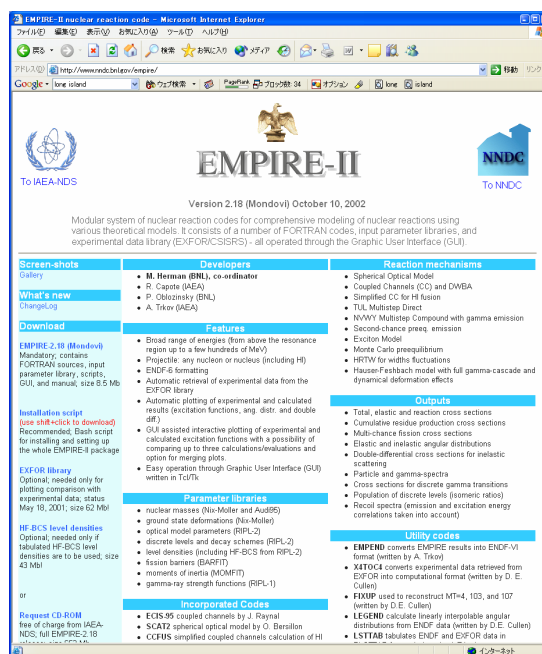 EMPIRE-II nuclear reaction code - Microsoft Internet Explorer
ファイル(F) 編集(E) 表示(V) お気に入り(A) ツール(T) ヘルプ(H)
戻る 検索 お気に入り メディア
アドレス(D) http://www.nndc.bnl.gov/empire/ 移動 リンク
Google long island ウェブ検索 PageRank ブロック数: 34 オプション long island
EMPIRE-II
NNDC
To IAEA-NDS
To NNDC
Version 2.18 (Mondovi) October 10, 2002
Modular system of nuclear reaction codes for comprehensive modeling of nuclear reactions using
various theoretical models. It consists of a number of FORTRAN codes, input parameter libraries, and
experimental data library (EXFOR/CSISRS) - all operated through the Graphic User Interface (GUI).
Screen-shots
Gallery
What's new
ChangeLog
Download
EMPIRE-2.18 (Mondovi)
Mandatory; contains
FORTRAN sources, input
parameter library, scripts,
GUI, and manual; size 8.5 Mb
Installation script
(use shift+click to download)
Recommended; Bash script
for installing and setting up
the whole EMPIRE-II package
EXFOR library
Optional; needed only for
plotting comparison with
experimental data; status
May 18, 2001; size 62 Mb!
HF-BCS level densities
Optional; needed only if
tabulated HF-BCS level
densities are to be used; size
43 Mb!
or
Request CD-ROM
free of charge from IAEA-
NDS; full EMPIRE-2.18
Developers
M. Herman (BNL), co-ordinator
R. Capote (IAEA)
P. Oblozinsky (BNL)
A. Trkov (IAEA)
Features
Broad range of energies (from above the resonance
region up to a few hundreds of MeV)
Projectile: any nucleon or nucleus (including HI)
ENDF-6 formatting
Automatic retrieval of experimental data from the
EXFOR library
Automatic plotting of experimental and calculated
results (excitation functions, ang. distr. and double
diff.)
GUI assisted interactive plotting of experimental and
calculated excitation functions with a possibility of
comparing up to three calculations/evaluations and
option for merging plots.
Easy operation through Graphic User Interface (GUI)
written in Tcl/Tk
Parameter libraries
nuclear masses (Nix-Moller and Audi95)
ground state deformations (Nix-Moller)
optical model parameters (RIPL-2)
discrete levels and decay schemes (RIPL-2)
level densities (including HF-BCS from RIPL-2)
fission barriers (BARFIT)
moments of inertia (MOMFIT)
gamma-ray strength functions (RIPL-1)
Incorporated Codes
ECIS-95 coupled channels by J. Raynal
SCAT2 spherical optical model by O. Bersillon
CCFUS simplified coupled channels calculation of HI
Reaction mechanisms
Spherical Optical Model
Coupled Channels (CC) and DWBA
Simplified CC for HI fusion
TUL Multistep Direct
NVWY Multistep Compound with gamma emission
Second-chance preeq. emission
Exciton Model
Monte Carlo preequilibrium
HRTW for widths fluctuations
Hauser-Feshbach model with full gamma-cascade and
dynamical deformation effects
Outputs
Total, elastic and reaction cross sections
Cumulative residue production cross sections
Multi-chance fission cross sections
Elastic and inelastic angular distributions
Double-differential cross sections for inelastic
scattering
Particle and gamma-spectra
Cross sections for discrete gamma transitions
Population of discrete levels (isomeric ratios)
Recoil spectra (emission and excitation energy
correlations taken into account)
Utility codes
EMPEND converts EMPIRE results into ENDF-VI
format (written by A. Trkov)
X4TOC4 converts experimental data retrieved from
EXFOR into computational format (written by D. E.
Cullen)
FIXUP used to reconstruct MT=4, 103, and 107
(written by D.E. Cullen)
LEGEND calculate linearly interpolable angular
distributions from ENDF data (written by D.E. Cullen)
LSTTAB tabulates ENDF and EXFOR data in
インターネット